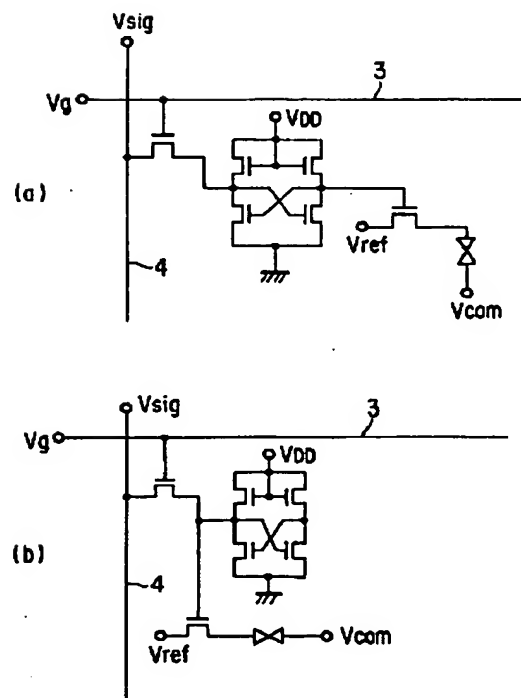 Vsig
Vg
3
VDD
(a)
Vref
4
Vcom
Vsig
3
Vg
VDD
(b)
4
Vref
Vcom